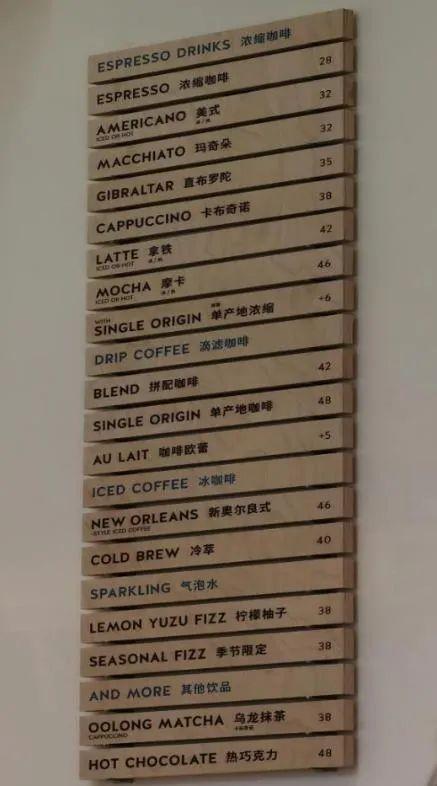 ESPRESSO DRINKS 浓缩咖啡
ESPRESSO 浓缩咖啡 28
AMERICANO 美式 32
ICED OR HOT 冰/热
MACCHIATO 玛奇朵 32
GIBRALTAR 直布罗陀 35
CAPPUCCINO 卡布奇诺 38
LATTE 拿铁 42
ICED OR HOT 冰/热
MOCHA 摩卡 46
ICED OR HOT 冰/热
WITH
SINGLE ORIGIN 单产地浓缩 +6
DRIP COFFEE 滴滤咖啡
BLEND 拼配咖啡 42
SINGLE ORIGIN 单产地咖啡 48
AU LAIT 咖啡欧蕾 +5
ICED COFFEE 冰咖啡
NEW ORLEANS 新奥尔良式 46
-STYLE ICED COFFEE
COLD BREW 冷萃 40
SPARKLING 气泡水
LEMON YUZU FIZZ 柠檬柚子 38
SEASONAL FIZZ 季节限定 38
AND MORE 其他饮品
OOLONG MATCHA 乌龙抹茶 38
CAPPUCCINO
HOT CHOCOLATE 热巧克力 48